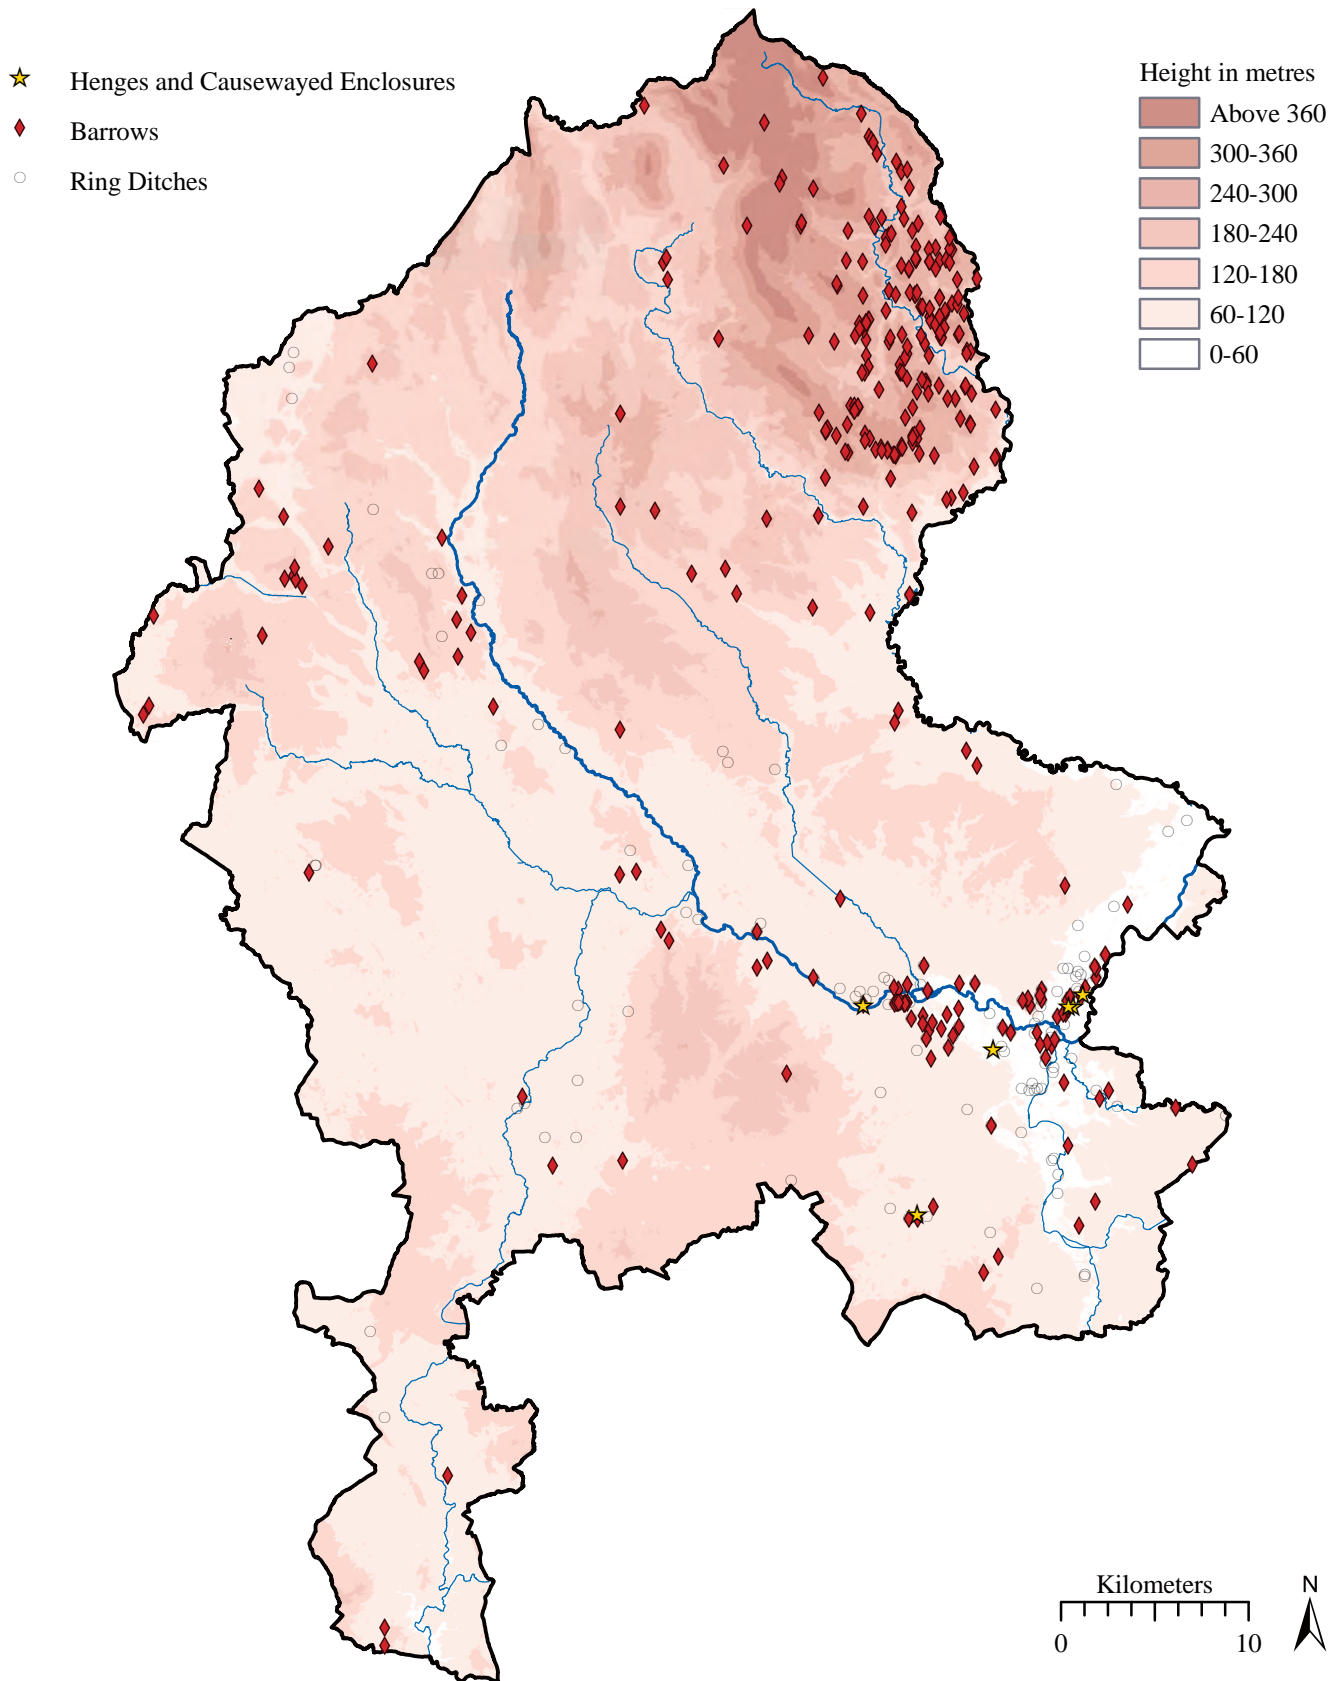 Henges and Causewayed Enclosures
Barrows
Ring Ditches
Height in metres
Above 360
300-360
240-300
180-240
120-180
60-120
0-60
Kilometers
0 10
N